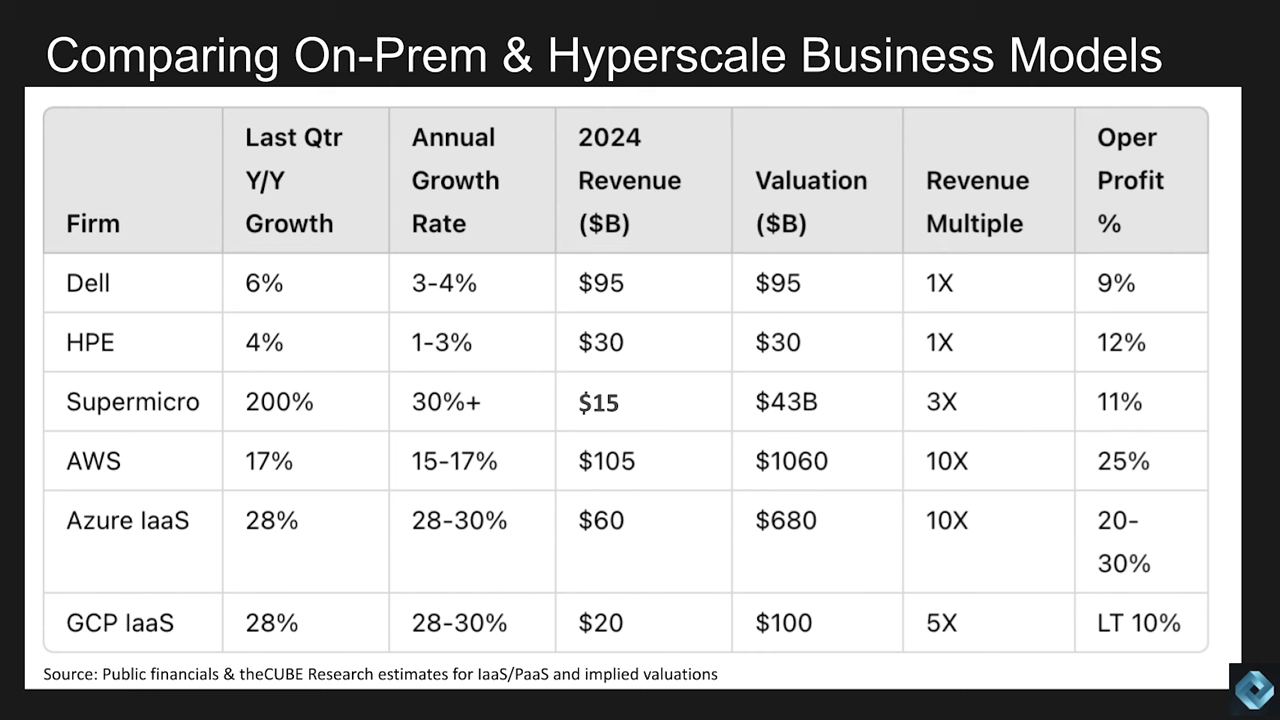 Comparing On-Prem & Hyperscale Business Models
Firm
Last Qtr
Y/Y
Growth
Annual
Growth
Rate
2024
Revenue
($B)
Valuation
($B)
Revenue
Multiple
Oper
Profit
%
Dell 6% 3-4% $95 $95 1X 9%
HPE 4% 1-3% $30 $30 1X 12%
Supermicro 200% 30%+ $15 $43B 3X 11%
AWS 17% 15-17% $105 $1060 10X 25%
Azure IaaS 28% 28-30% $60 $680 10X 20-
30%
GCP IaaS 28% 28-30% $20 $100 5X LT 10%
Source: Public financials & theCUBE Research estimates for IaaS/PaaS and implied valuations